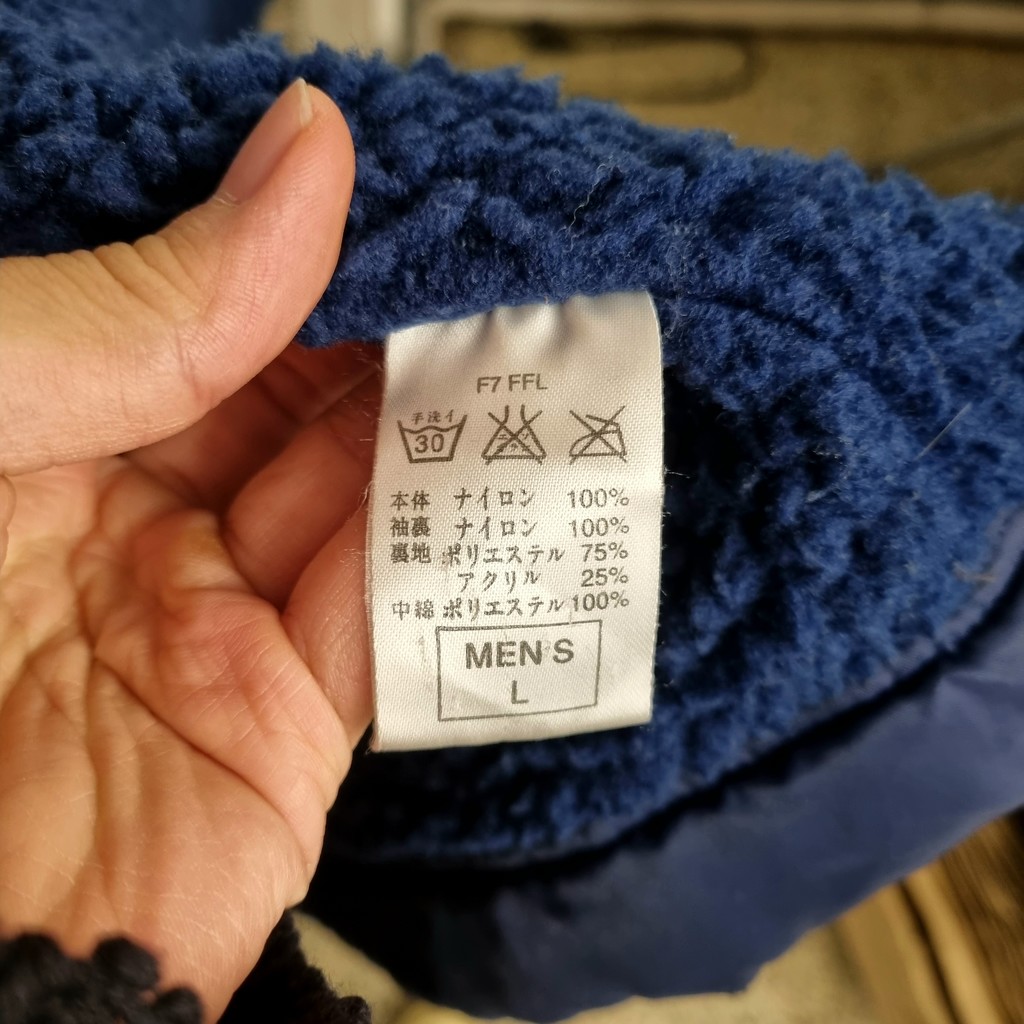 F7 FFL
手洗イ
30
本体 ナイロン 100%
袖裏 ナイロン 100%
裏地 ポリエステル 75%
アクリル 25%
中綿 ポリエステル 100%
MEN'S
L